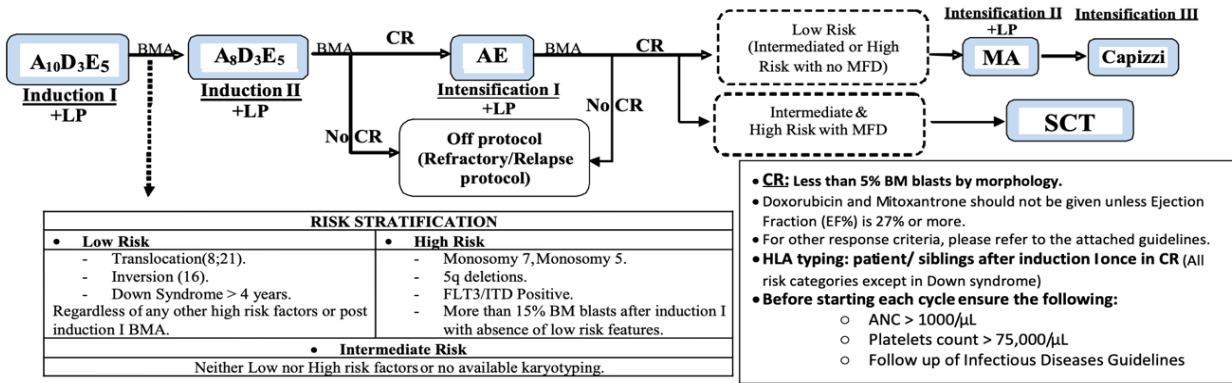 A10D3E5
Induction I
+LP
BMA
A8D3E5
Induction II
+LP
BMA
CR
No CR
AE
Intensification I
+LP
BMA
CR
No CR
Off protocol
(Refractory/Relapse
protocol)
Low Risk
(Intermediated or High
Risk with no MFD)
Intensification II
+LP
MA
Intensification III
Capizzi
Intermediate &
High Risk with MFD
SCT
RISK STRATIFICATION
• Low Risk
- Translocation(8;21).
- Inversion (16).
- Down Syndrome > 4 years.
Regardless of any other high risk factors or post
induction I BMA.
• High Risk
- Monosomy 7, Monosomy 5.
- 5q deletions.
- FLT3/ITD Positive.
- More than 15% BM blasts after induction I
with absence of low risk features.
• Intermediate Risk
Neither Low nor High risk factors or no available karyotyping.
• CR: Less than 5% BM blasts by morphology.
• Doxorubicin and Mitoxantrone should not be given unless Ejection
Fraction (EF%) is 27% or more.
• For other response criteria, please refer to the attached guidelines.
• HLA typing: patient/ siblings after induction I once in CR (All
risk categories except in Down syndrome)
• Before starting each cycle ensure the following:
o ANC > 1000/µL
o Platelets count > 75,000/µL
o Follow up of Infectious Diseases Guidelines